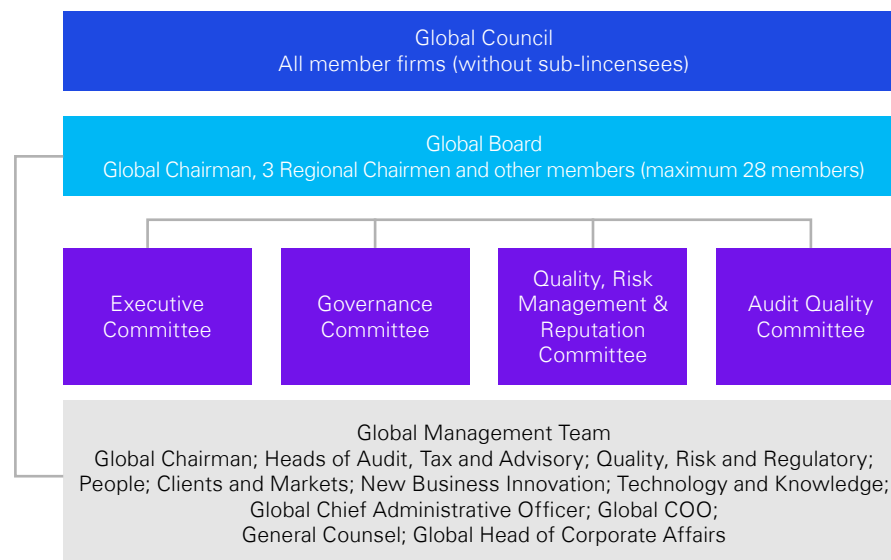 Global Council
All member firms (without sub-lincensees)
Global Board
Global Chairman, 3 Regional Chairmen and other members (maximum 28 members)
Executive
Committee
Governance
Committee
Quality, Risk
Management &
Reputation
Committee
Audit Quality
Committee
Global Management Team
Global Chairman; Heads of Audit, Tax and Advisory; Quality, Risk and Regulatory;
People; Clients and Markets; New Business Innovation; Technology and Knowledge;
Global Chief Administrative Officer; Global COO;
General Counsel; Global Head of Corporate Affairs